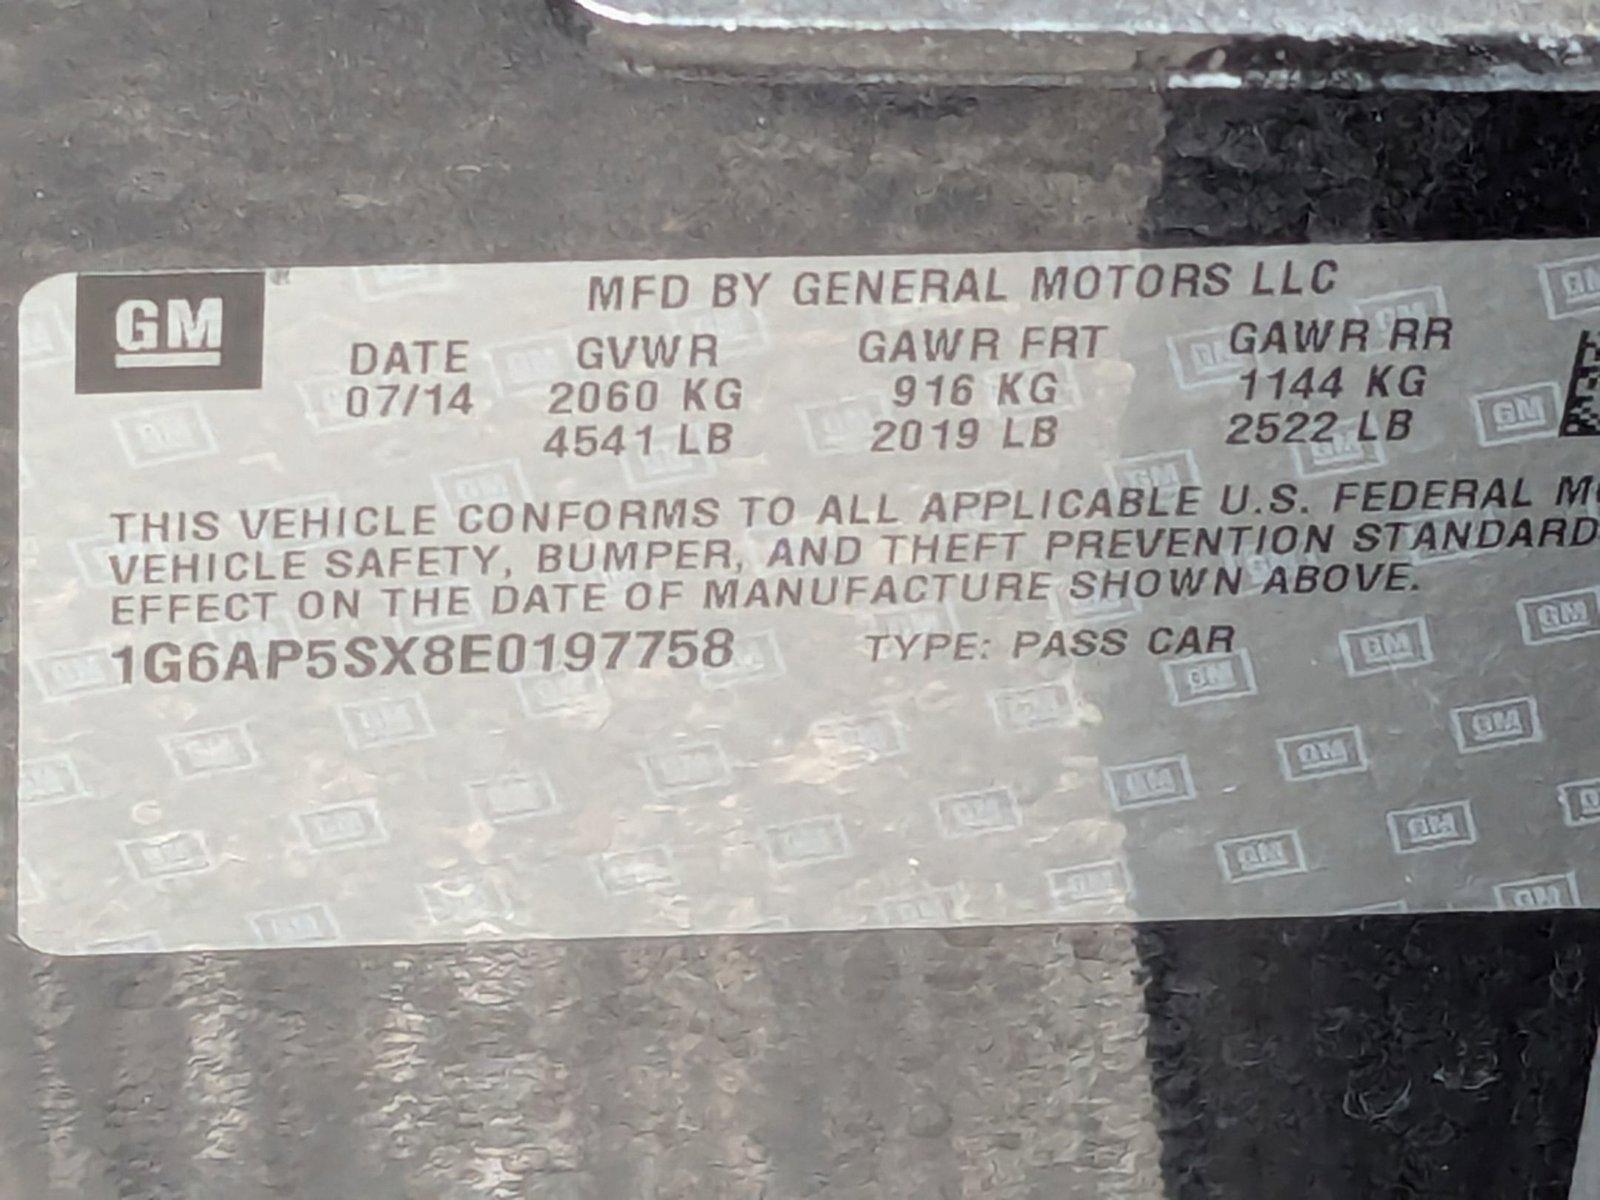 GM
MFD BY GENERAL MOTORS LLC
DATE GVWR GAWR FRT GAWR RR
07/14 2060 KG 916 KG 1144 KG
4541 LB 2019 LB 2522 LB
THIS VEHICLE CONFORMS TO ALL APPLICABLE U.S. FEDERAL
VEHICLE SAFETY, BUMPER, AND THEFT PREVENTION STANDARD
EFFECT ON THE DATE OF MANUFACTURE SHOWN ABOVE.
1G6AP5SX8E0197758 TYPE: PASS CAR